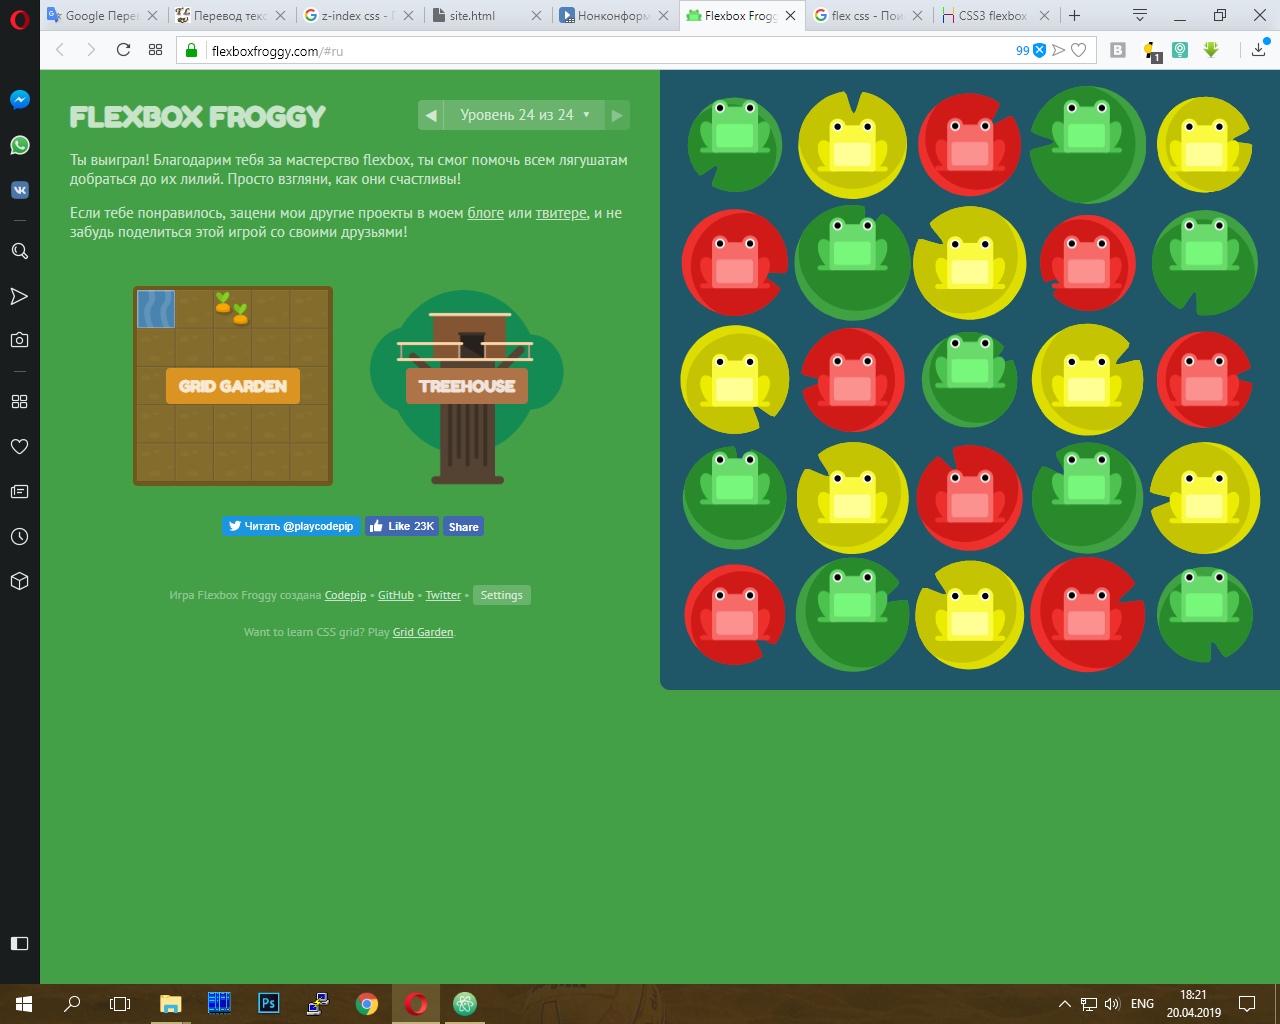 Google Пере
Перевод текс
z-index css - 
site.html
Нонконформ
Flexbox Frogg
flex css - Пои
CSS3 flexbox
flexboxfroggy.com/#ru
99
B
1
FLEXBOX FROGGY
Уровень 24 из 24
Ты выиграл! Благодарим тебя за мастерство flexbox, ты смог помочь всем лягушатам
добраться до их лилий. Просто взгляни, как они счастливы!
Если тебе понравилось, зацени мои другие проекты в моем блоге или твитере, и не
забудь поделиться этой игрой со своими друзьями!
GRID GARDEN
TREEHOUSE
Читать @playcodepip
Like 23K
Share
Игра Flexbox Froggy создана Codepip • GitHub • Twitter • Settings
Want to learn CSS grid? Play Grid Garden.
Ps
ENG
18:21
20.04.2019